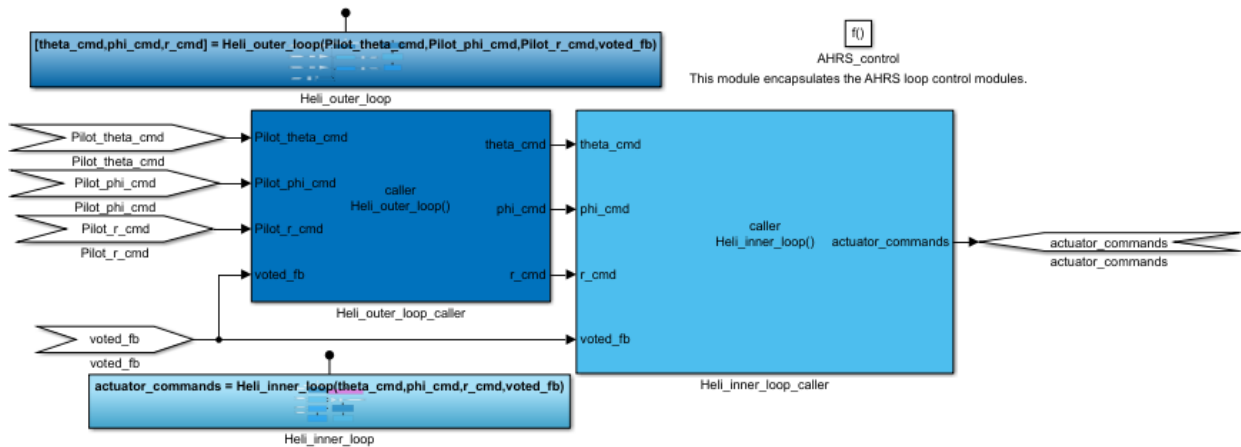 [theta_cmd,phi_cmd,r_cmd] = Heli_outer_loop(Pilot_theta_cmd,Pilot_phi_cmd,Pilot_r_cmd,voted_fb)
Heli_outer_loop
f()
AHRS_control
This module encapsulates the AHRS loop control modules.
Pilot_theta_cmd
Pilot_theta_cmd
Pilot_phi_cmd
Pilot_phi_cmd
Pilot_r_cmd
Pilot_r_cmd
voted_fb
voted_fb
Pilot_theta_cmd
Pilot_phi_cmd
Pilot_r_cmd
voted_fb
caller
Heli_outer_loop()
theta_cmd
phi_cmd
r_cmd
Heli_outer_loop_caller
theta_cmd
phi_cmd
r_cmd
voted_fb
caller
Heli_inner_loop()
actuator_commands
Heli_inner_loop_caller
actuator_commands
actuator_commands
actuator_commands = Heli_inner_loop(theta_cmd,phi_cmd,r_cmd,voted_fb)
Heli_inner_loop